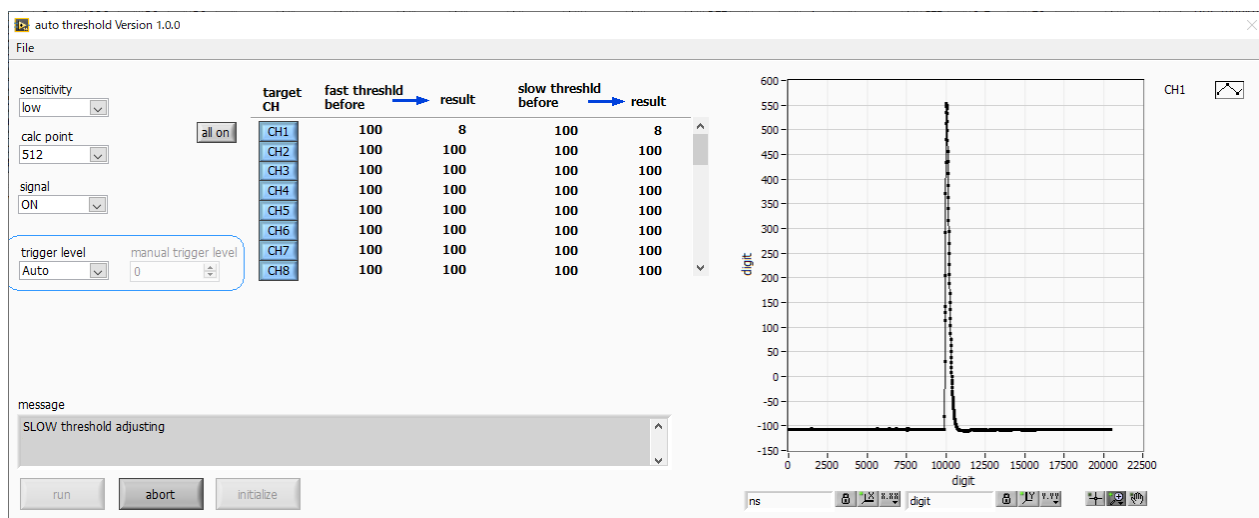 auto threshold Version 1.0.0
File
sensitivity
low
calc point
512
signal
ON
trigger level
Auto
manual trigger level
0
all on
target CH fast threshld before result slow threshld before result
CH1 100 8 100 8
CH2 100 100 100 100
CH3 100 100 100 100
CH4 100 100 100 100
CH5 100 100 100 100
CH6 100 100 100 100
CH7 100 100 100 100
CH8 100 100 100 100
message
SLOW threshold adjusting
run abort initialize
CH1
digit
600
550
500
450
400
350
300
250
200
150
100
50
0
-50
-100
-150
0 2500 5000 7500 10000 12500 15000 17500 20000 22500
digit
ns digit